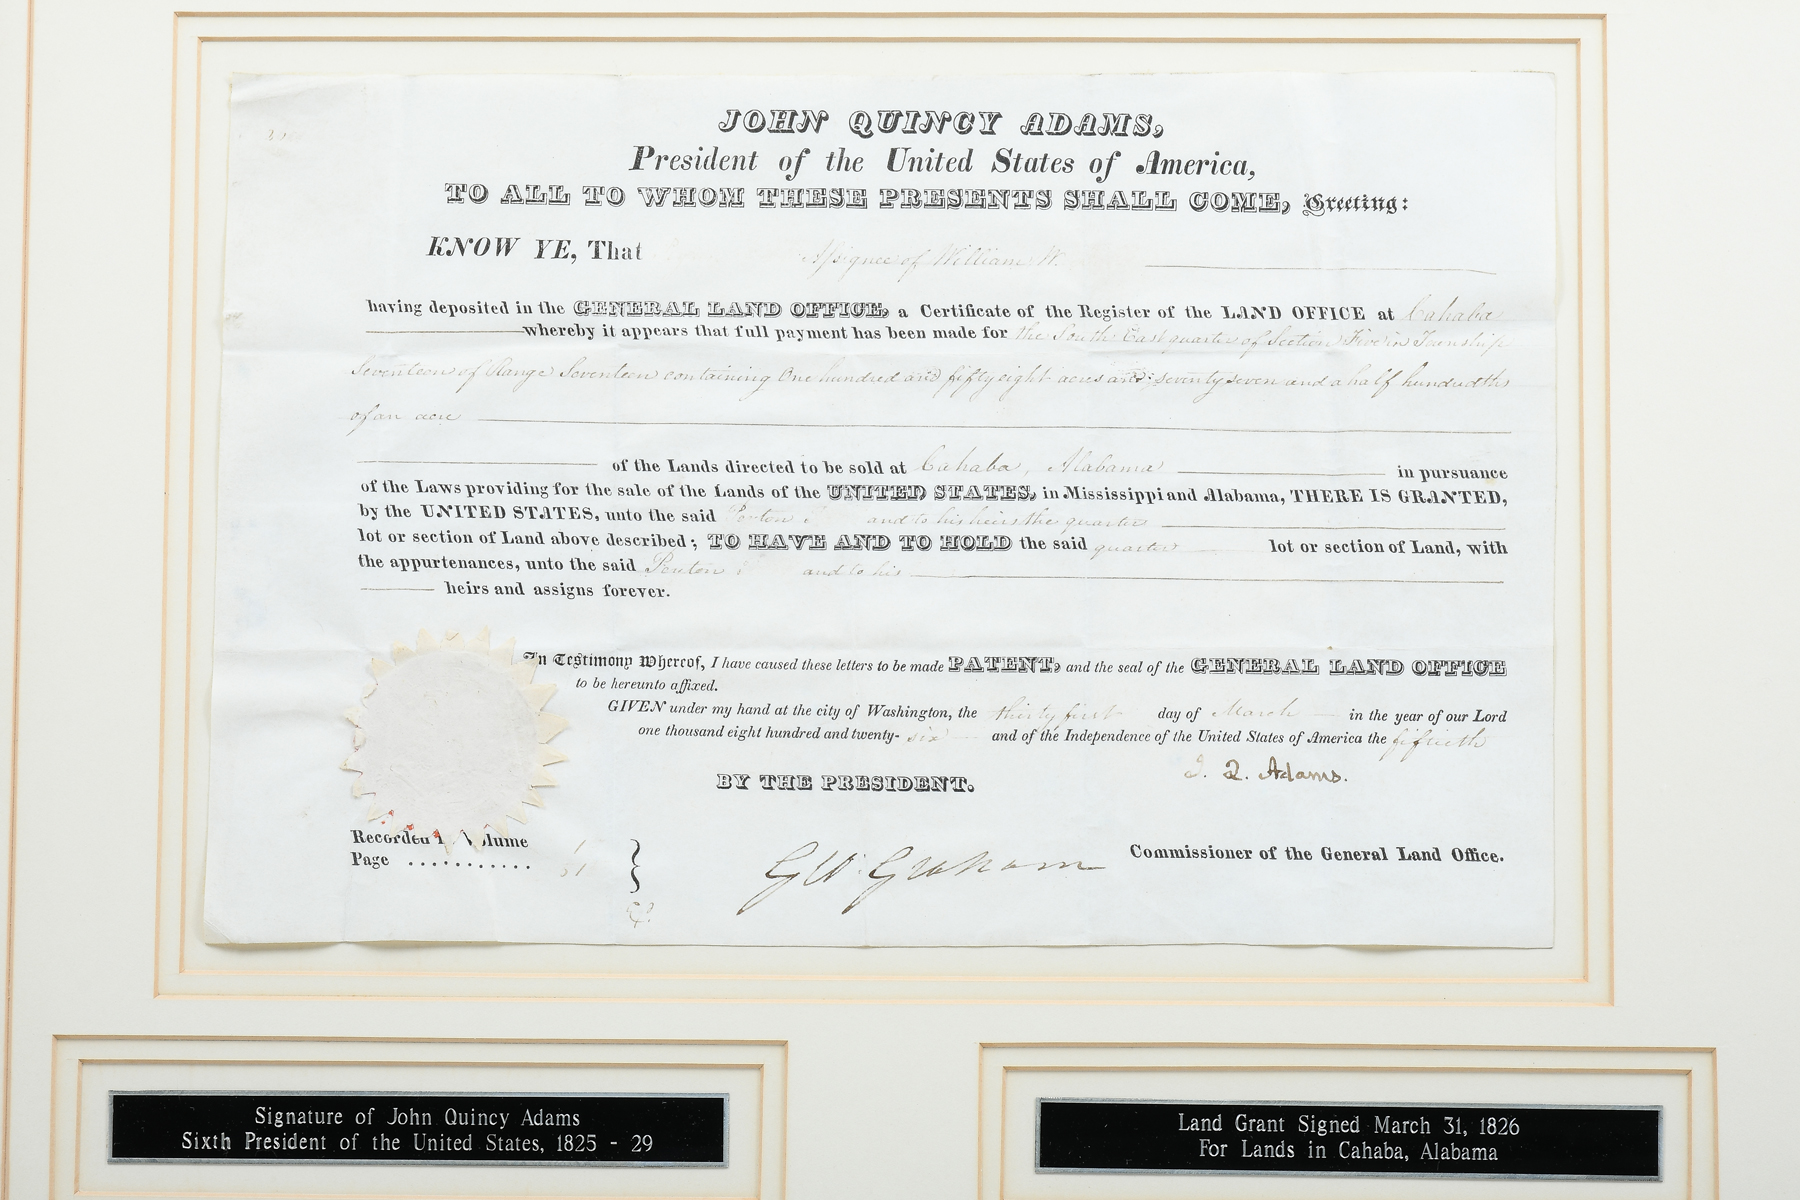 JOHN QUINCY ADAMS,
President of the United States of America,
TO ALL TO WHOM THESE PRESENTS SHALL COME, Greeting:
KNOW YE, That Assignee of William W.
having deposited in the GENERAL LAND OFFICE, a Certificate of the Register of the LAND OFFICE at Cahaba
whereby it appears that full payment has been made for the South East quarter of Section Five in Township
Seventeen of Range Seventeen containing One hundred and fifty eight acres and seventy seven and a half hundredths
of an acre
of the Lands directed to be sold at Cahaba, Alabama in pursuance
of the Laws providing for the sale of the Lands of the UNITED STATES, in Mississippi and Alabama, THERE IS GRANTED,
by the UNITED STATES, unto the said and to his heirs the quarter
lot or section of Land above described; TO HAVE AND TO HOLD the said quarter lot or section of Land, with
the appurtenances, unto the said and to his
heirs and assigns forever.
In Testimony Whereof, I have caused these letters to be made PATENT, and the seal of the GENERAL LAND OFFICE
to be hereunto affixed.
GIVEN under my hand at the city of Washington, the thirty first day of March in the year of our Lord
one thousand eight hundred and twenty-six and of the Independence of the United States of America the fiftieth
J. Q. Adams.
BY THE PRESIDENT.
Recorded Volume
Page ...........
Commissioner of the General Land Office.
G W: Graham
Signature of John Quincy Adams
Sixth President of the United States, 1825 - 29
Land Grant Signed March 31, 1826
For Lands in Cahaba, Alabama